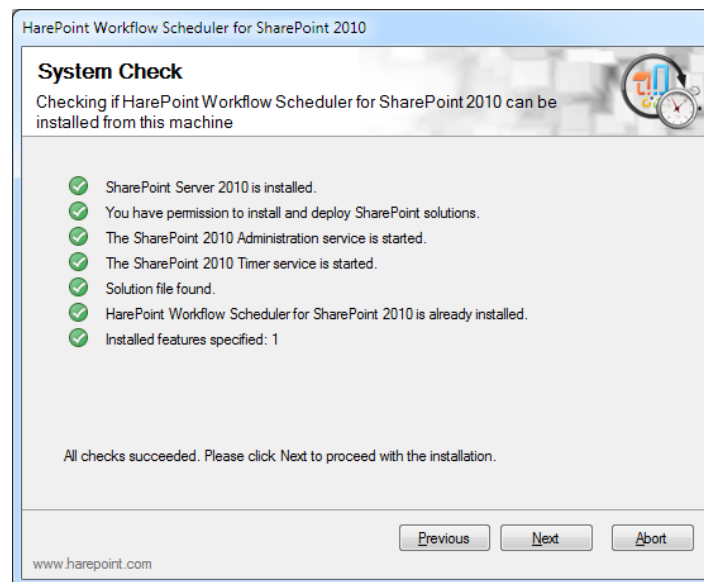 HarePoint Workflow Scheduler for SharePoint 2010
System Check
Checking if HarePoint Workflow Scheduler for SharePoint 2010 can be
installed from this machine
SharePoint Server 2010 is installed.
You have permission to install and deploy SharePoint solutions.
The SharePoint 2010 Administration service is started.
The SharePoint 2010 Timer service is started.
Solution file found.
HarePoint Workflow Scheduler for SharePoint 2010 is already installed.
Installed features specified: 1
All checks succeeded. Please click Next to proceed with the installation.
Previous Next Abort
www.harepoint.com